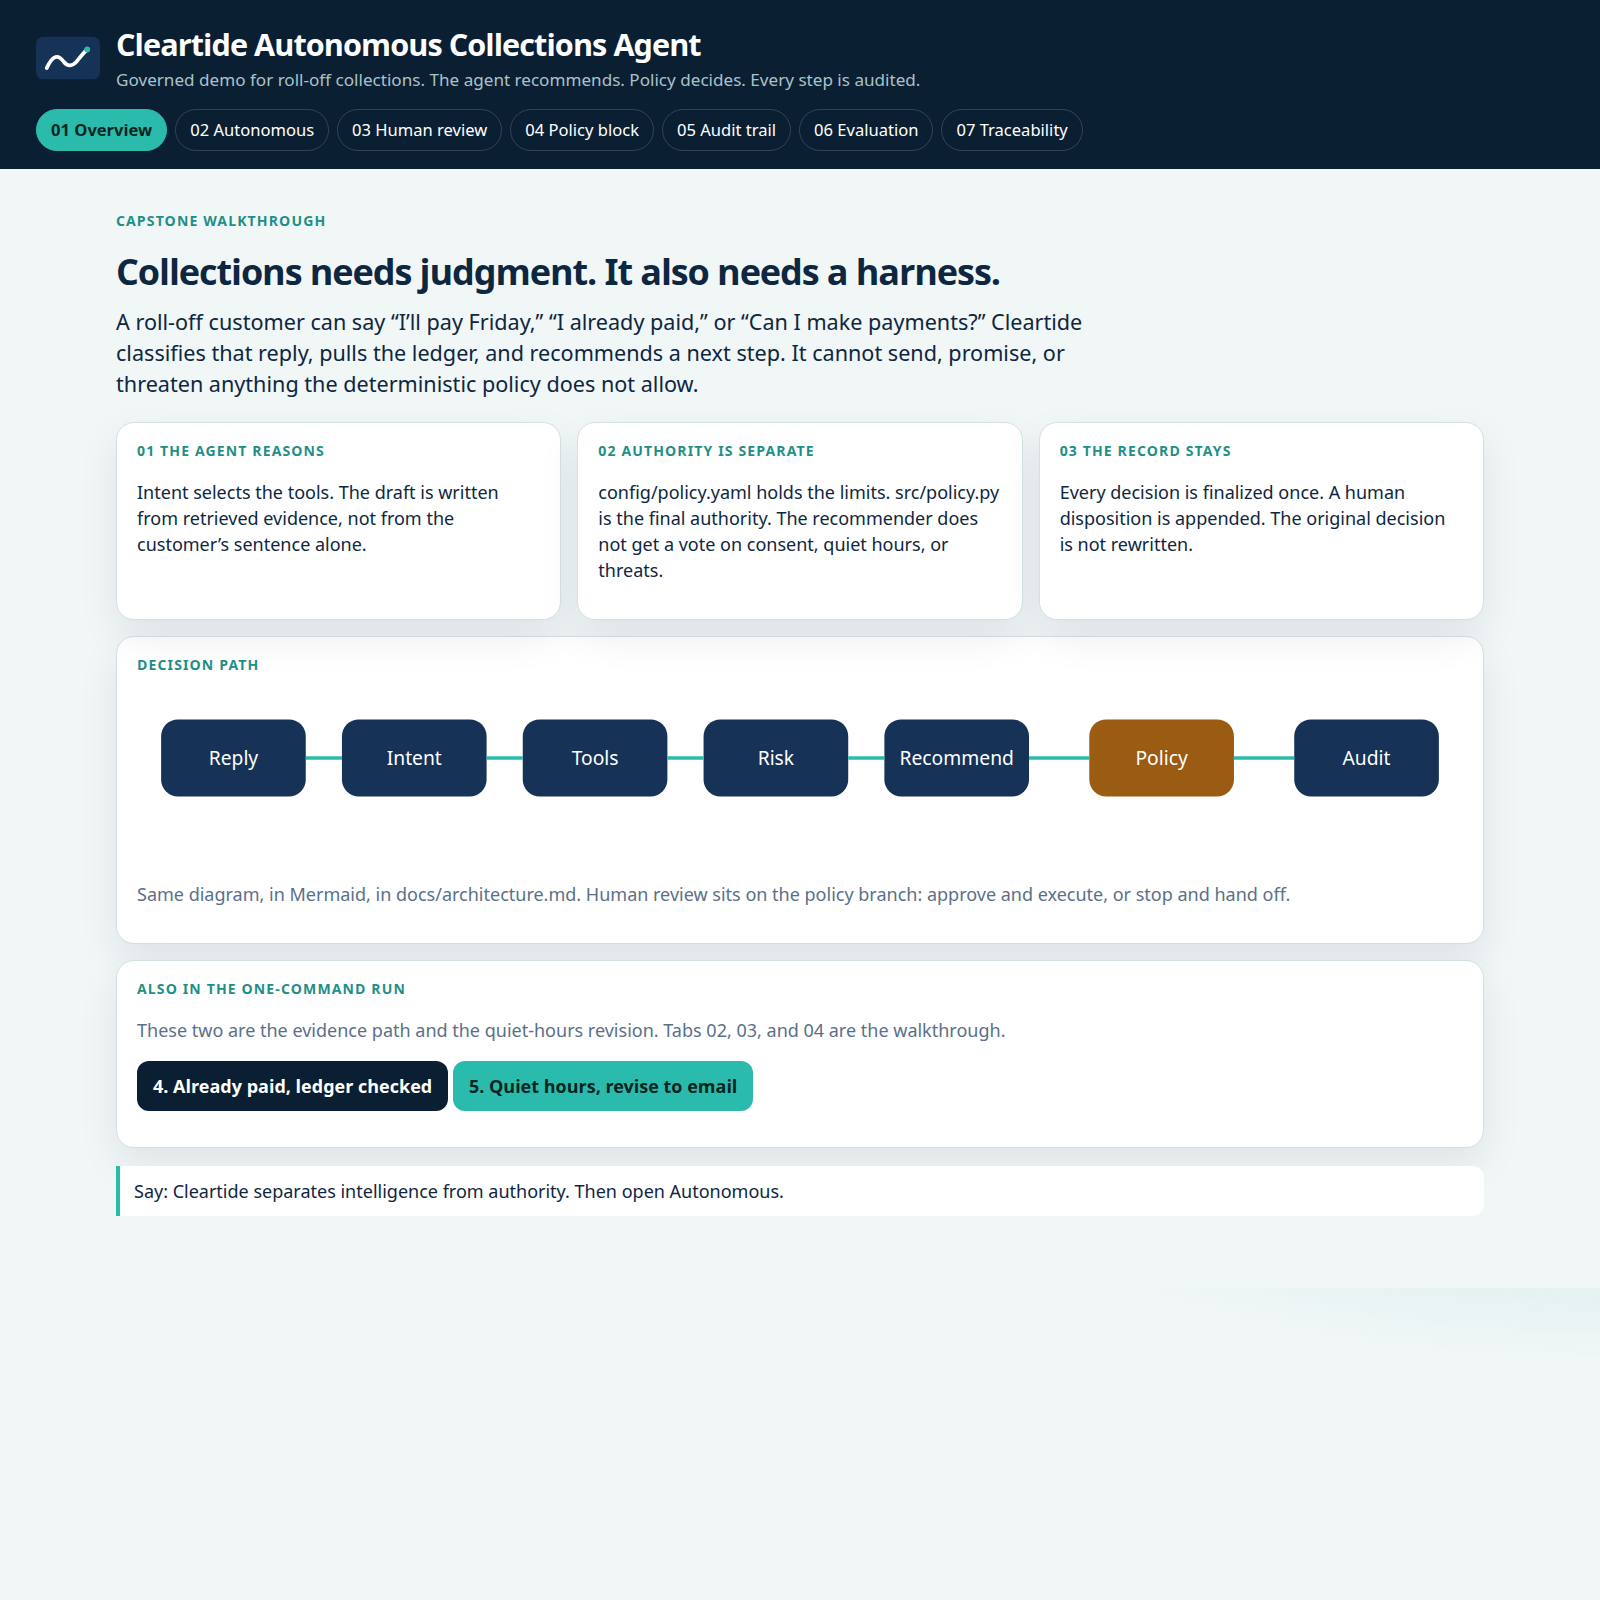 Cleartide Autonomous Collections Agent
Governed demo for roll-off collections. The agent recommends. Policy decides. Every step is audited.
01 Overview
02 Autonomous
03 Human review
04 Policy block
05 Audit trail
06 Evaluation
07 Traceability
CAPSTONE WALKTHROUGH
Collections needs judgment. It also needs a harness.
A roll-off customer can say “I’ll pay Friday,” “I already paid,” or “Can I make payments?” Cleartide
classifies that reply, pulls the ledger, and recommends a next step. It cannot send, promise, or
threaten anything the deterministic policy does not allow.
01 THE AGENT REASONS
Intent selects the tools. The draft is written
from retrieved evidence, not from the
customer’s sentence alone.
02 AUTHORITY IS SEPARATE
config/policy.yaml holds the limits. src/policy.py
is the final authority. The recommender does
not get a vote on consent, quiet hours, or
threats.
03 THE RECORD STAYS
Every decision is finalized once. A human
disposition is appended. The original decision
is not rewritten.
DECISION PATH
Reply
Intent
Tools
Risk
Recommend
Policy
Audit
Same diagram, in Mermaid, in docs/architecture.md. Human review sits on the policy branch: approve and execute, or stop and hand off.
ALSO IN THE ONE-COMMAND RUN
These two are the evidence path and the quiet-hours revision. Tabs 02, 03, and 04 are the walkthrough.
4. Already paid, ledger checked
5. Quiet hours, revise to email
Say: Cleartide separates intelligence from authority. Then open Autonomous.